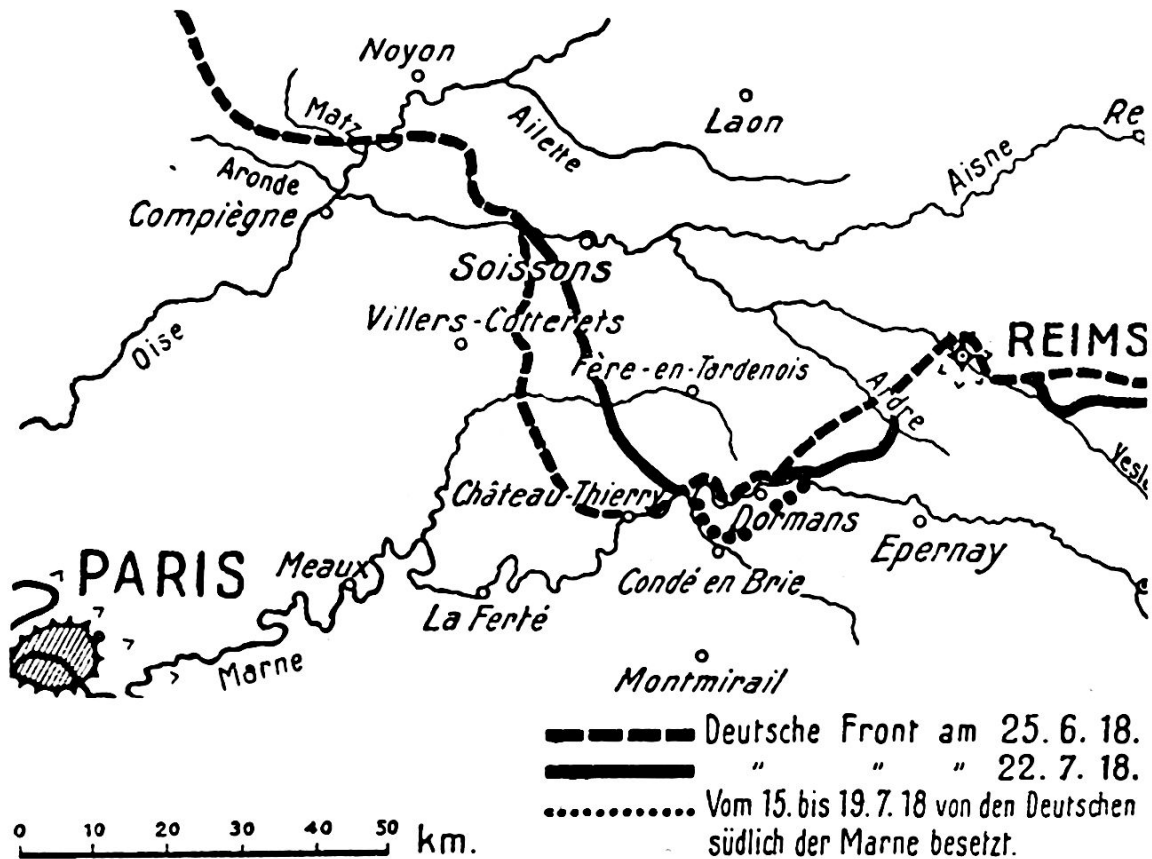 Noyon
Laon
Re
Matz
Ailette
Aisne
Aronde
Compiègne
Soissons
Villers-Cotterets
Oise
REIMS
Fère-en-Tardenois
Ardre
Vesle
Château-Thierry
Dormans
Epernay
PARIS
Meaux
Condé en Brie
La Ferté
Marne
Montmirail
Deutsche Front am 25.6.18.
" " " 22.7.18.
Vom 15. bis 19.7.18 von den Deutschen
südlich der Marne besetzt.
0 10 20 30 40 50 km.